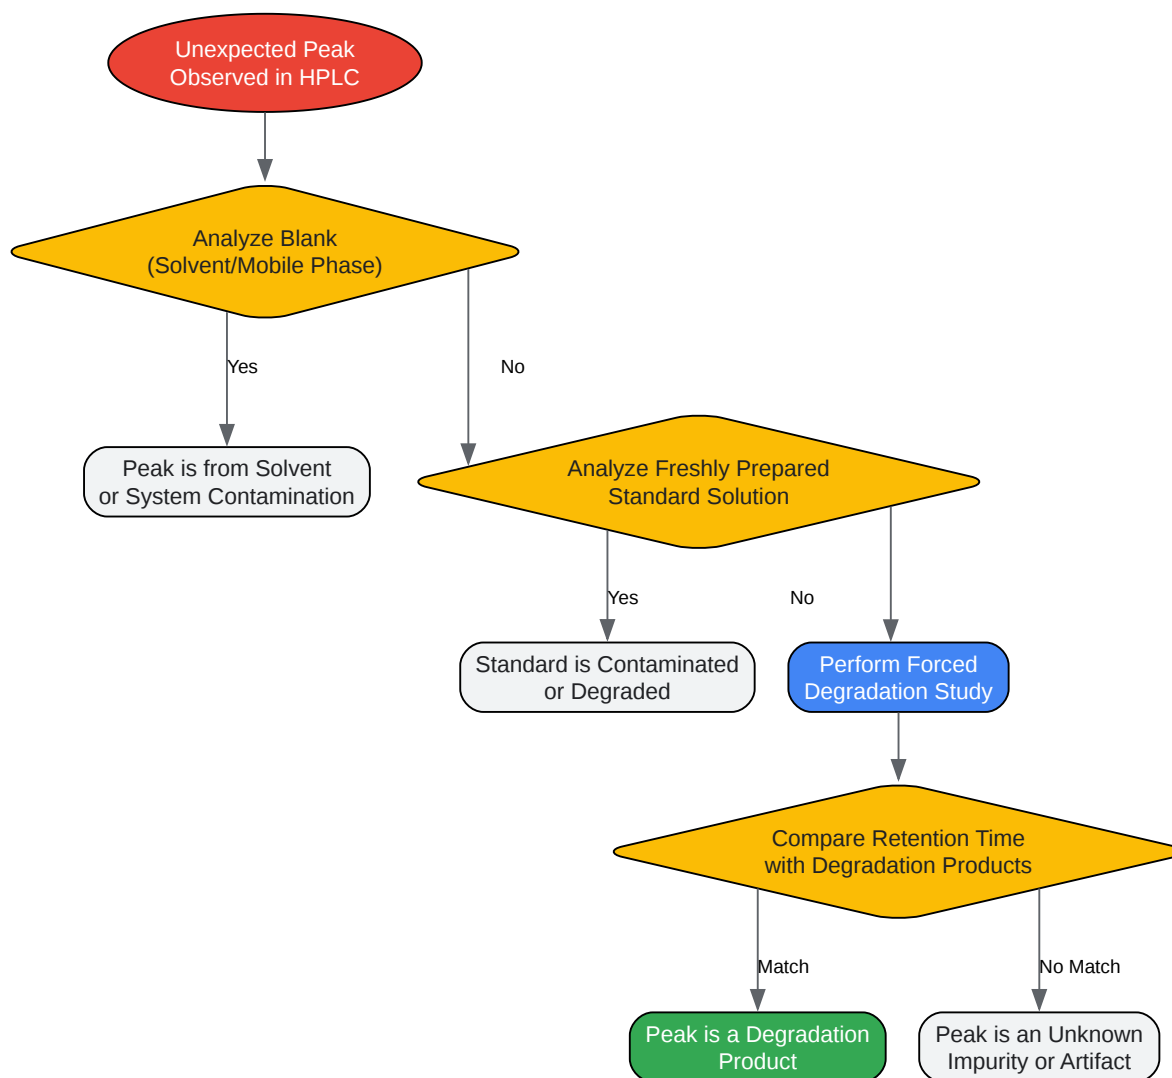 Unexpected Peak
Observed in HPLC
Analyze Blank
(Solvent/Mobile Phase)
Yes
No
Peak is from Solvent
or System Contamination
Analyze Freshly Prepared
Standard Solution
Yes
No
Standard is Contaminated
or Degraded
Perform Forced
Degradation Study
Compare Retention Time
with Degradation Products
Match
No Match
Peak is a Degradation
Product
Peak is an Unknown
Impurity or Artifact